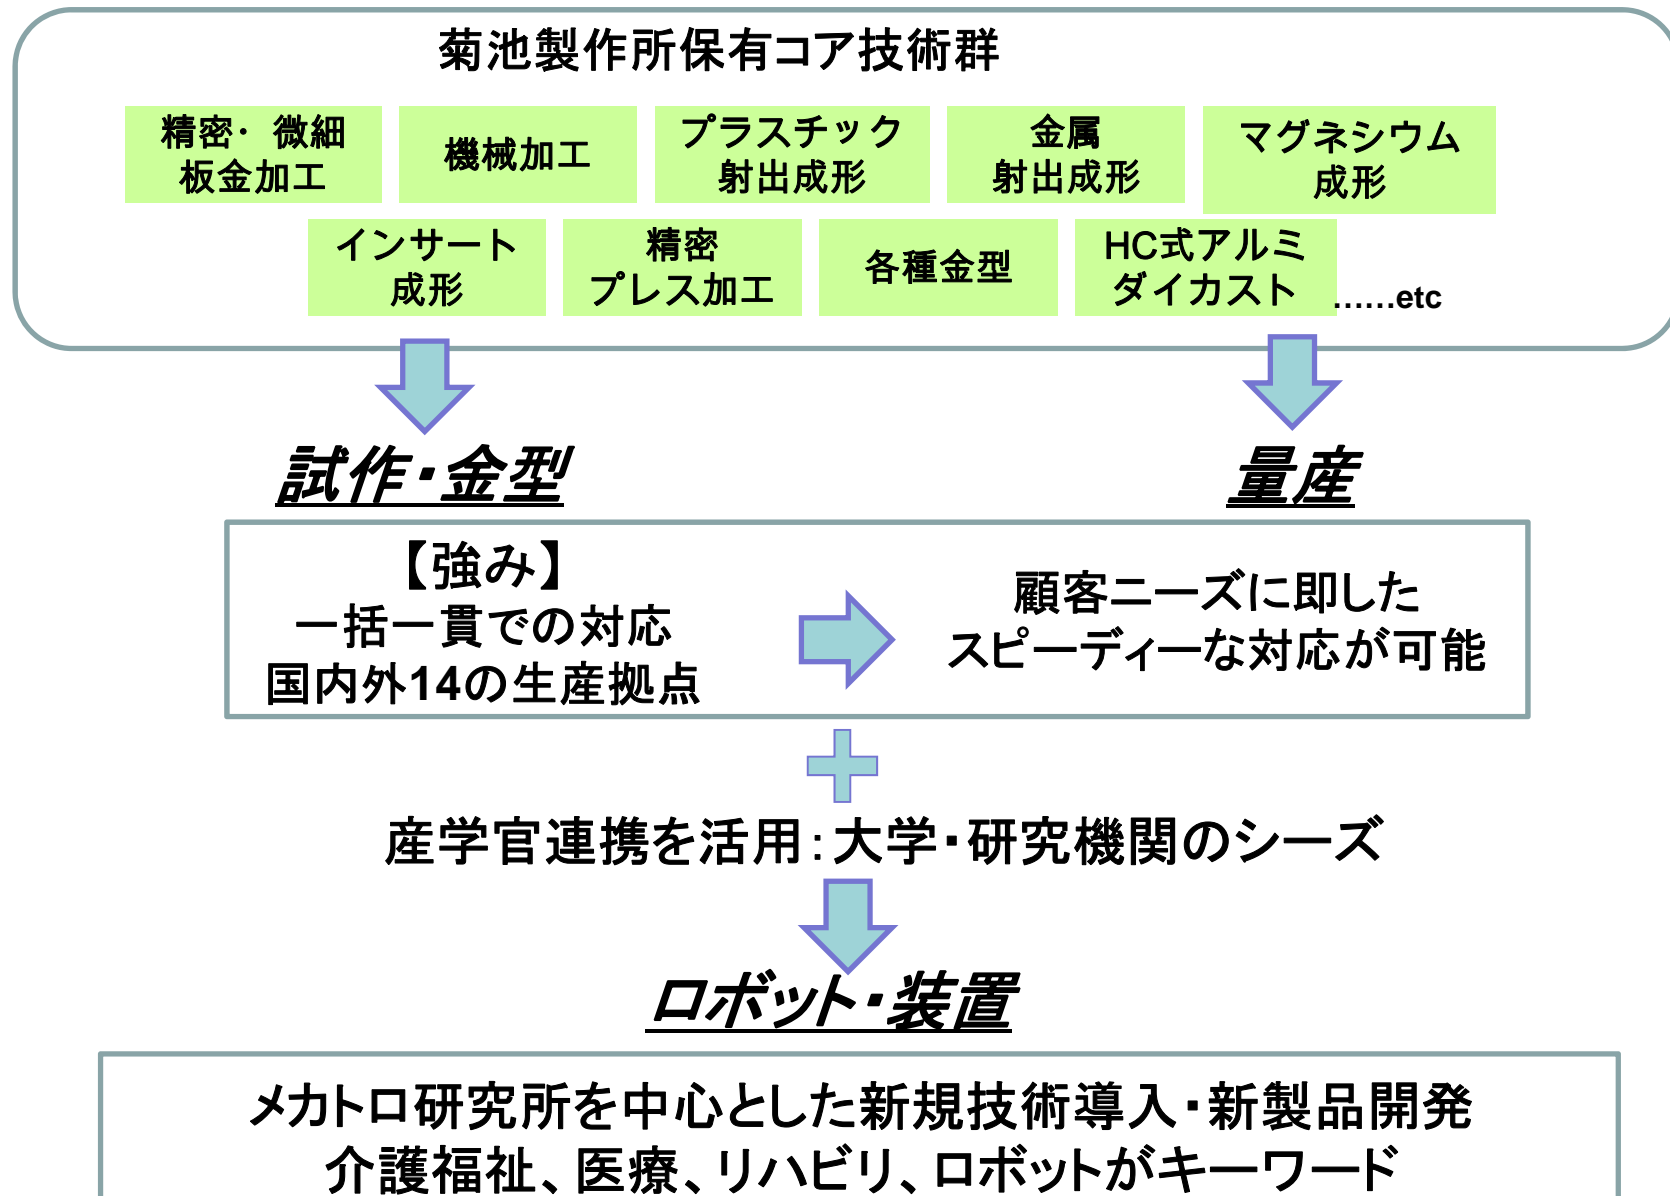 菊池製作所保有コア技術群
精密・微細
板金加工
機械加工
プラスチック
射出成形
金属
射出成形
マグネシウム
成形
インサート
成形
精密
プレス加工
各種金型
HC式アルミ
ダイカスト
……etc
試作・金型
量産
【強み】
一括一貫での対応
国内外14の生産拠点
顧客ニーズに即した
スピーディーな対応が可能
産学官連携を活用：大学・研究機関のシーズ
ロボット・装置
メカトロ研究所を中心とした新規技術導入・新製品開発
介護福祉、医療、リハビリ、ロボットがキーワード